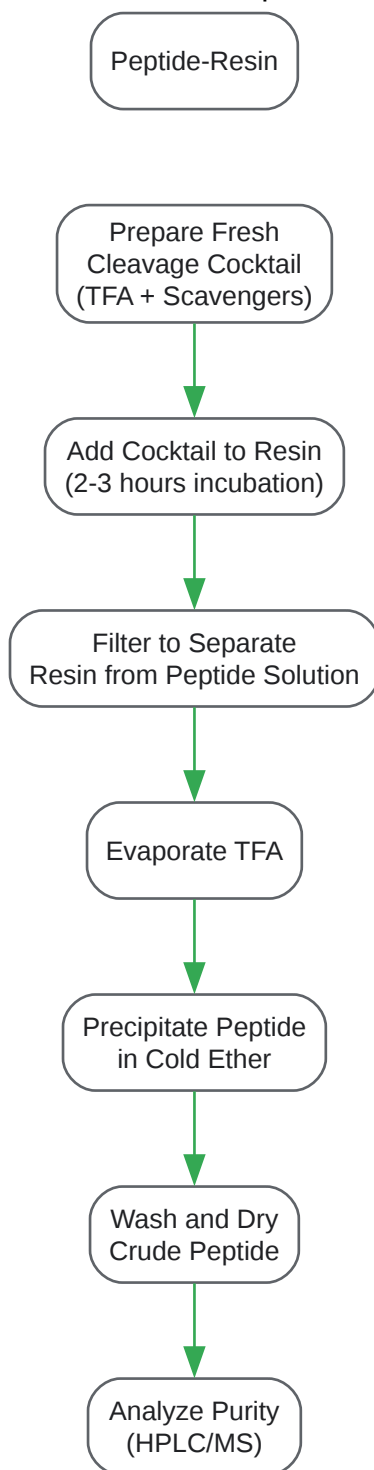 Peptide-Resin
Prepare Fresh
Cleavage Cocktail
(TFA + Scavengers)
Add Cocktail to Resin
(2-3 hours incubation)
Filter to Separate
Resin from Peptide Solution
Evaporate TFA
Precipitate Peptide
in Cold Ether
Wash and Dry
Crude Peptide
Analyze Purity
(HPLC/MS)